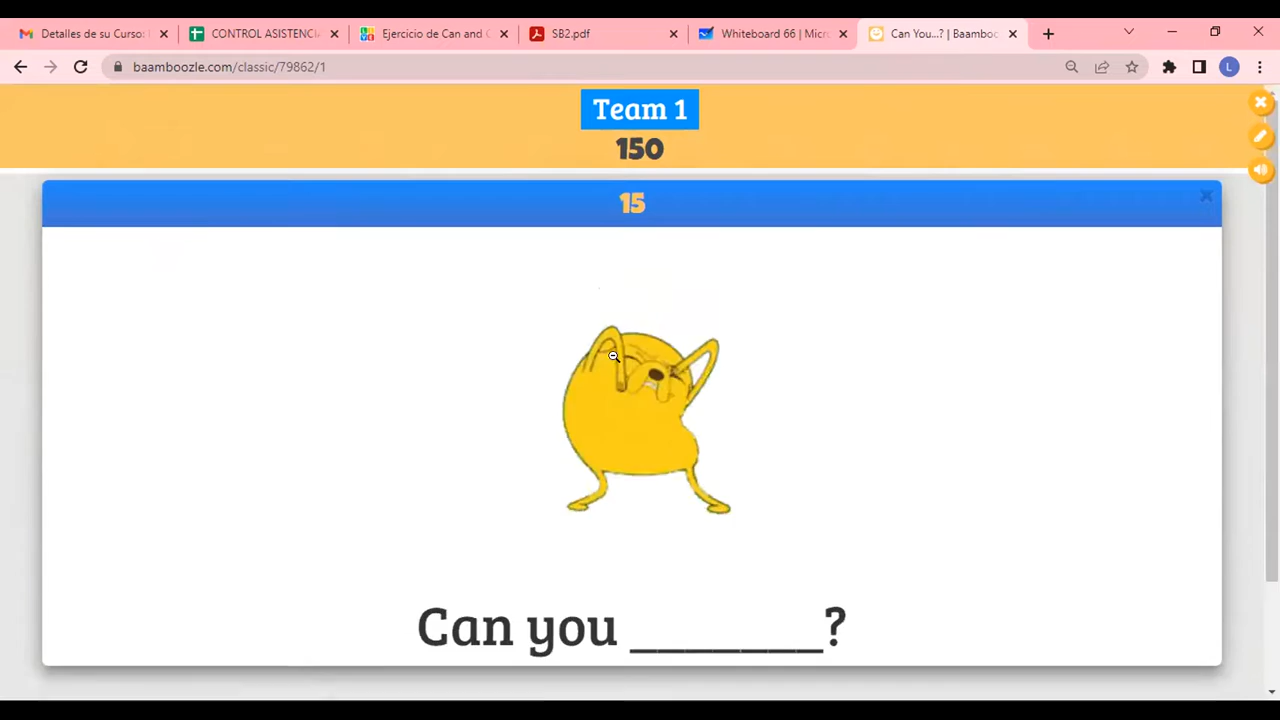 Detalles de su Curso:
CONTROL ASISTENCI
Ejercicio de Can and
SB2.pdf
Whiteboard 66 | Micr
Can You...? | Baamboo
baamboozle.com/classic/79862/1
L
Team 1
150
15
Can you _______?